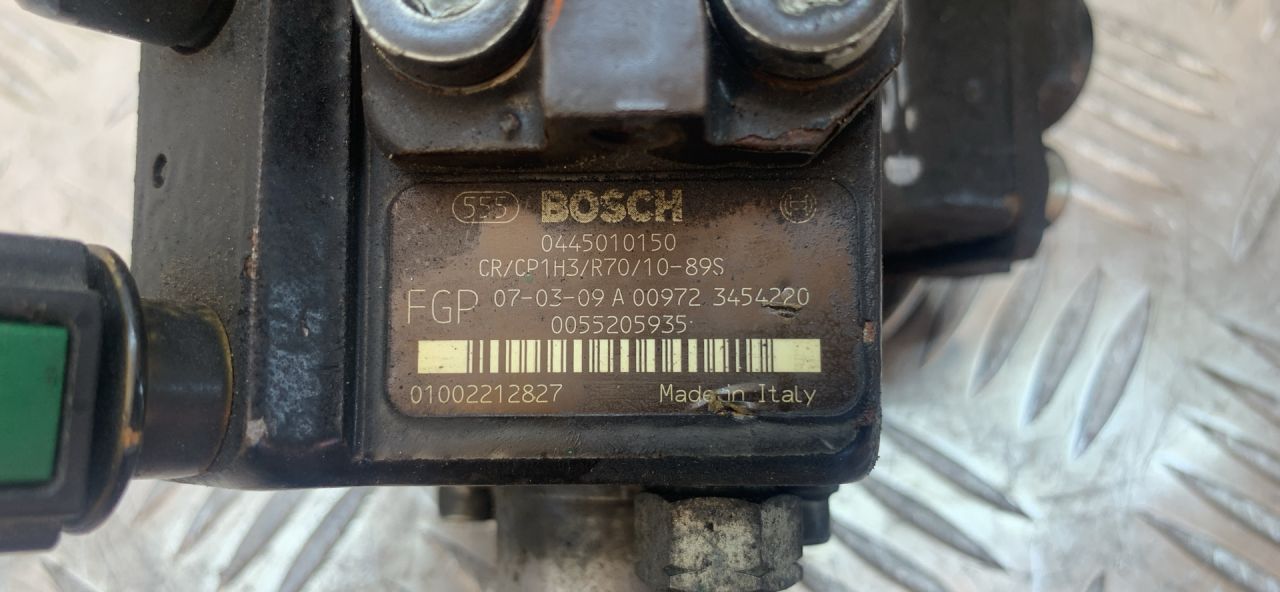 555 BOSCH
0445010150
CR/CP1H3/R70/10-89S
FGP 07-03-09 A 00972 3454220
0055205935
01002212827 Made in Italy